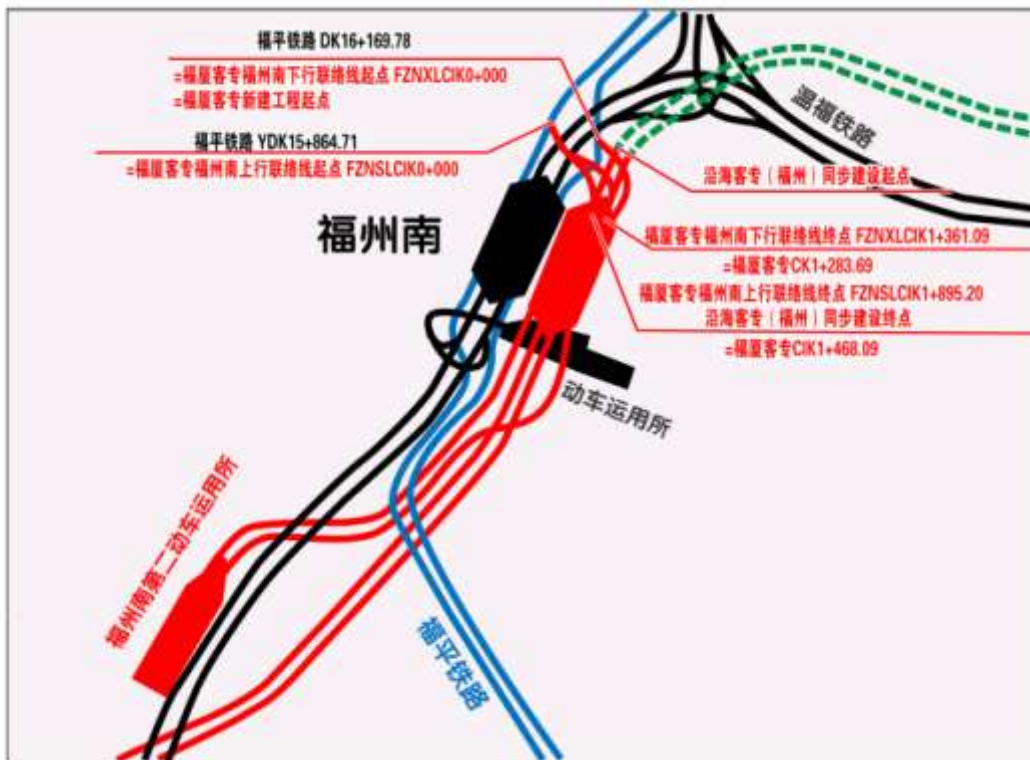 福平铁路 DK16+169.78
=福厦客专福州南下行联络线起点 FZNXLCIK0+000
=福厦客专新建工程起点
福平铁路 YDK15+864.71
=福厦客专福州南上行联络线起点 FZNSLCIK0+000
温福铁路
沿海客专（福州）同步建设起点
福州南
福厦客专福州南下行联络线终点 FZNXLCIK1+361.09
=福厦客专CK1+283.69
福厦客专福州南上行联络线终点 FZNSLCIK1+895.20
沿海客专（福州）同步建设终点
=福厦客专CIK1+468.09
动车运用所
福州南第二动车运用所
福平铁路